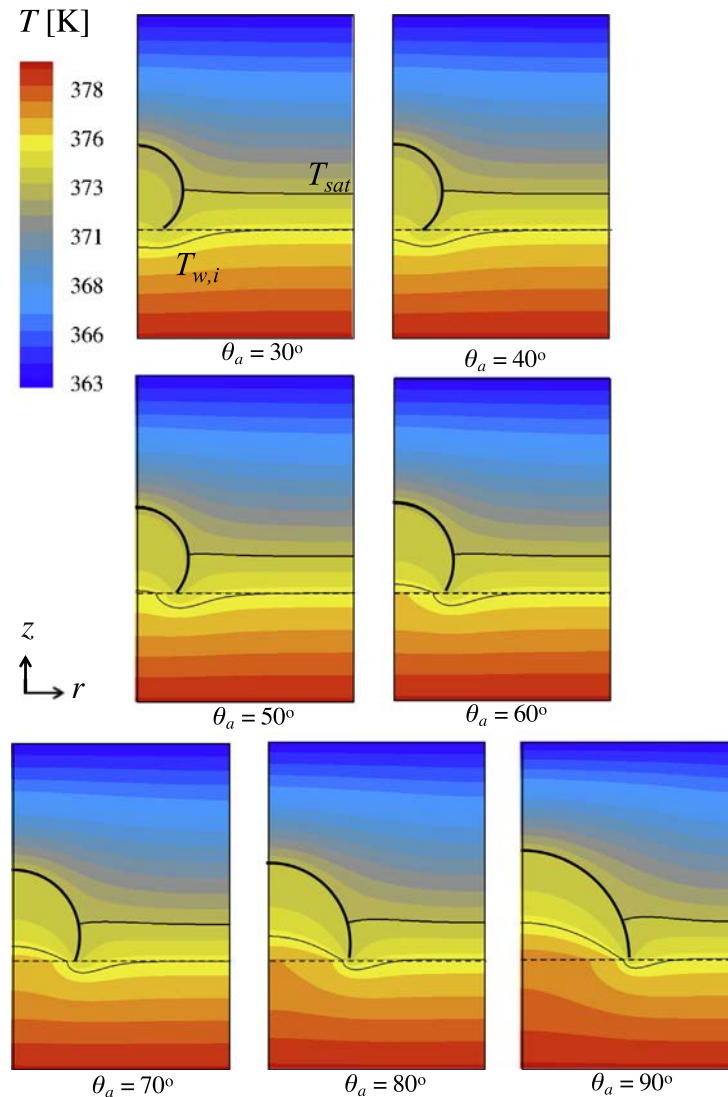 T [K]
378
376
373
371
368
366
363
T_sat
T_w,i
θ_a = 30°
θ_a = 40°
θ_a = 50°
θ_a = 60°
z
r
θ_a = 70°
θ_a = 80°
θ_a = 90°